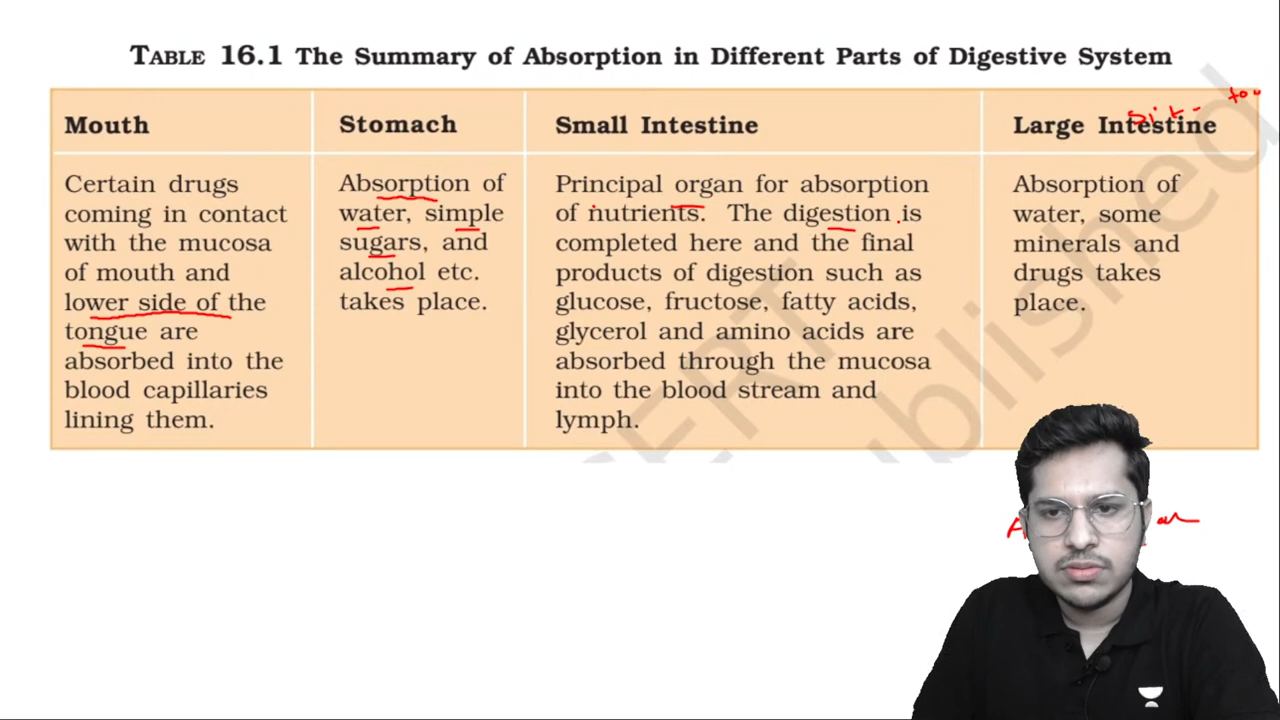 TABLE 16.1 The Summary of Absorption in Different Parts of Digestive System
Mouth
Certain drugs
coming in contact
with the mucosa
of mouth and
lower side of the
tongue are
absorbed into the
blood capillaries
lining them.
Stomach
Absorption of
water, simple
sugars, and
alcohol etc.
takes place.
Small Intestine
Principal organ for absorption
of nutrients. The digestion is
completed here and the final
products of digestion such as
glucose, fructose, fatty acids,
glycerol and amino acids are
absorbed through the mucosa
into the blood stream and
lymph.
Large Intestine
Absorption of
water, some
minerals and
drugs takes
place.